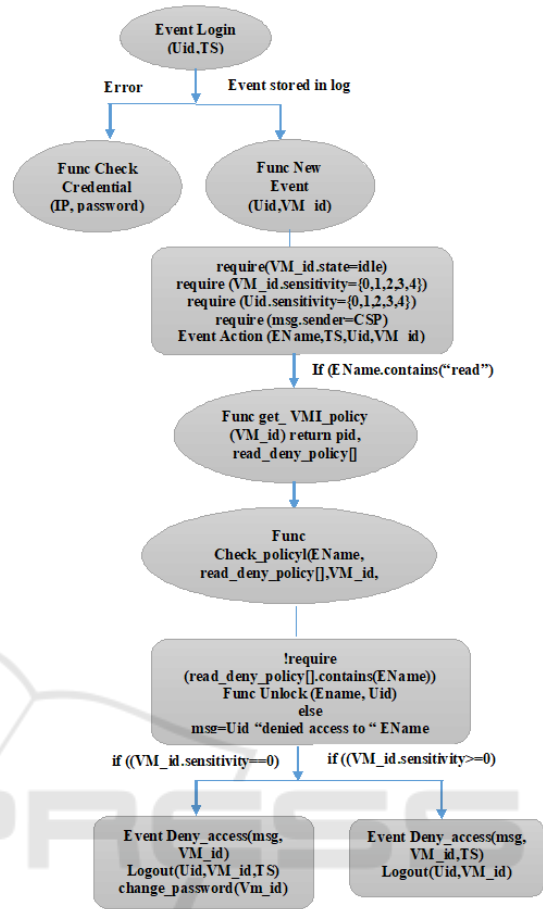 Event Login
(Uid,TS)
Error
Event stored in log
Func Check
Credential
(IP, password)
Func New
Event
(Uid,VM_id)
require(VM_id.state=idle)
require (VM_id.sensitivity={0,1,2,3,4})
require (Uid.sensitivity={0,1,2,3,4})
require (msg.sender=CSP)
Event Action (EName,TS,Uid,VM_id)
If (EName.contains(“read”)
Func get_ VMI_policy
(VM_id) return pid,
read_deny_policy[]
Func
Check_policyl(EName,
read_deny_policy[],VM_id,
!require
(read_deny_policy[].contains(EName))
Func Unlock (Ename, Uid)
else
msg=Uid “denied access to “ EName
if ((VM_id.sensitivity==0)
if ((VM_id.sensitivity>=0)
Event Deny_access(msg,
VM_id)
Logout(Uid,VM_id,TS)
change_password(Vm_id)
Event Deny_access(msg,
VM_id,TS)
Logout(Uid,VM_id)
PRESS